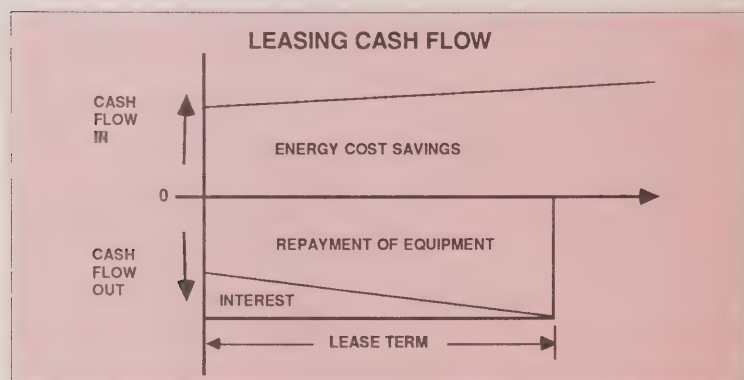 LEASING CASH FLOW
CASH
FLOW
IN
ENERGY COST SAVINGS
0
REPAYMENT OF EQUIPMENT
CASH
FLOW
OUT
INTEREST
LEASE TERM